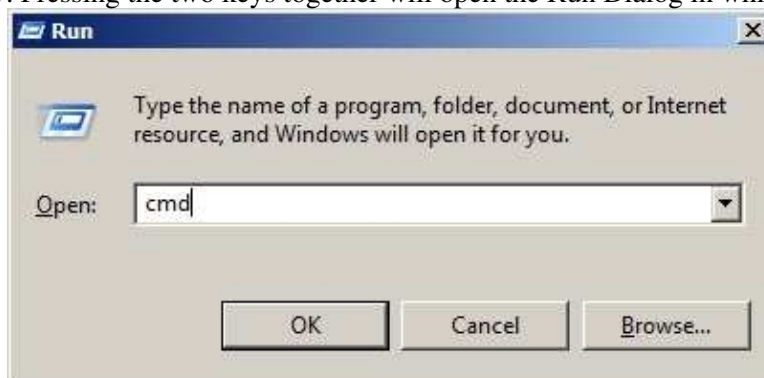 . Pressing the two keys together will open the Run Dialog in win
Run
Type the name of a program, folder, document, or Internet
resource, and Windows will open it for you.
Open: cmd
OK Cancel Browse...